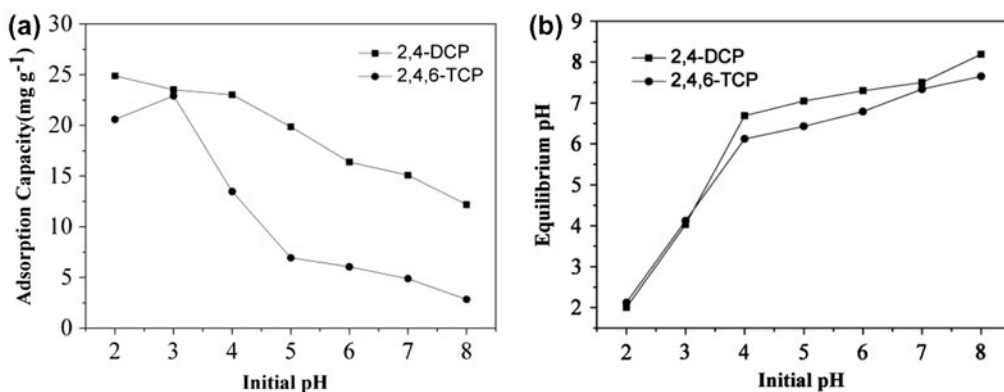 (a)
30
25
20
15
10
5
0
Adsorption Capacity(mg g⁻¹)
2,4-DCP
2,4,6-TCP
2 3 4 5 6 7 8
Initial pH
(b)
9
8
7
6
5
4
3
2
Equilibrium pH
2,4-DCP
2,4,6-TCP
2 3 4 5 6 7 8
Initial pH